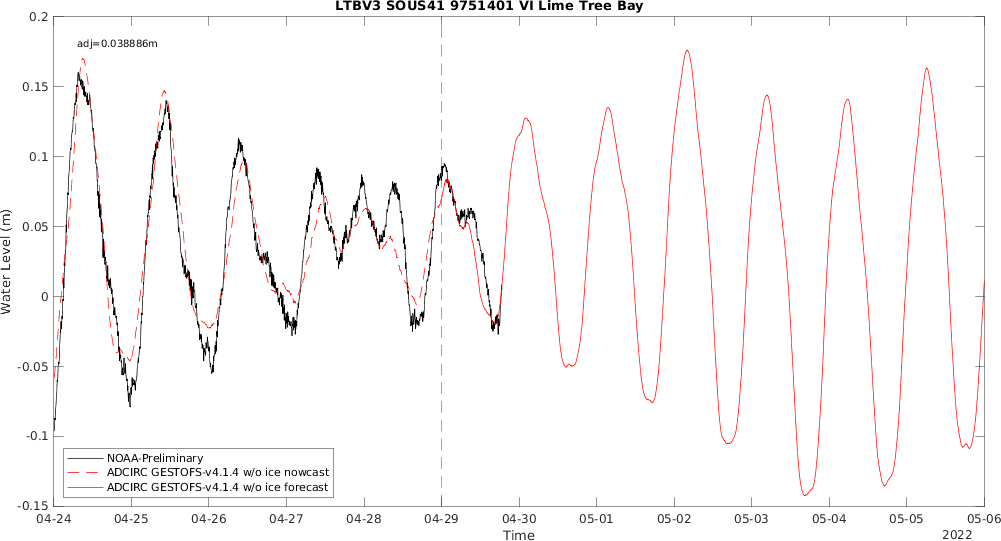 LTBV3 SOUS41 9751401 VI Lime Tree Bay
adj=0.038886m
0.2
0.15
0.1
0.05
0
-0.05
-0.1
-0.15
Water Level (m)
NOAA-Preliminary
ADCIRC GESTOFS-v4.1.4 w/o ice nowcast
ADCIRC GESTOFS-v4.1.4 w/o ice forecast
04-24 04-25 04-26 04-27 04-28 04-29 04-30 05-01 05-02 05-03 05-04 05-05 05-06
Time
2022